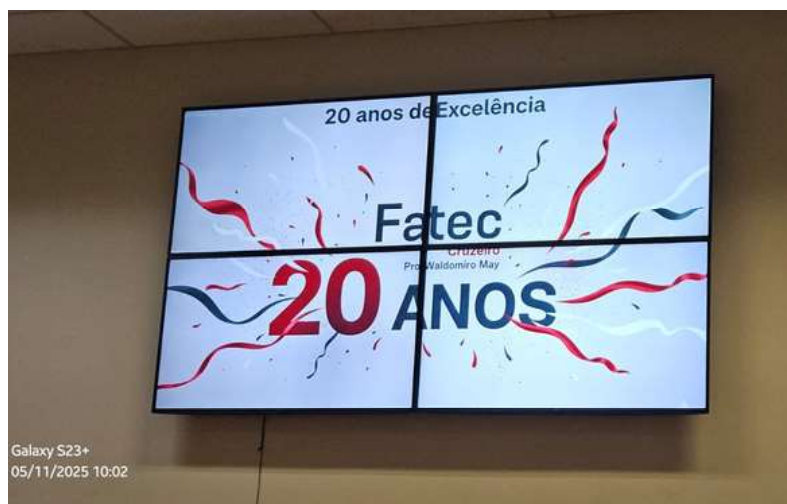 20 anos de Excelência
Fatec
Cruzeiro
Prof. Waldomiro May
20 ANOS
Galaxy S23+
05/11/2025 10:02